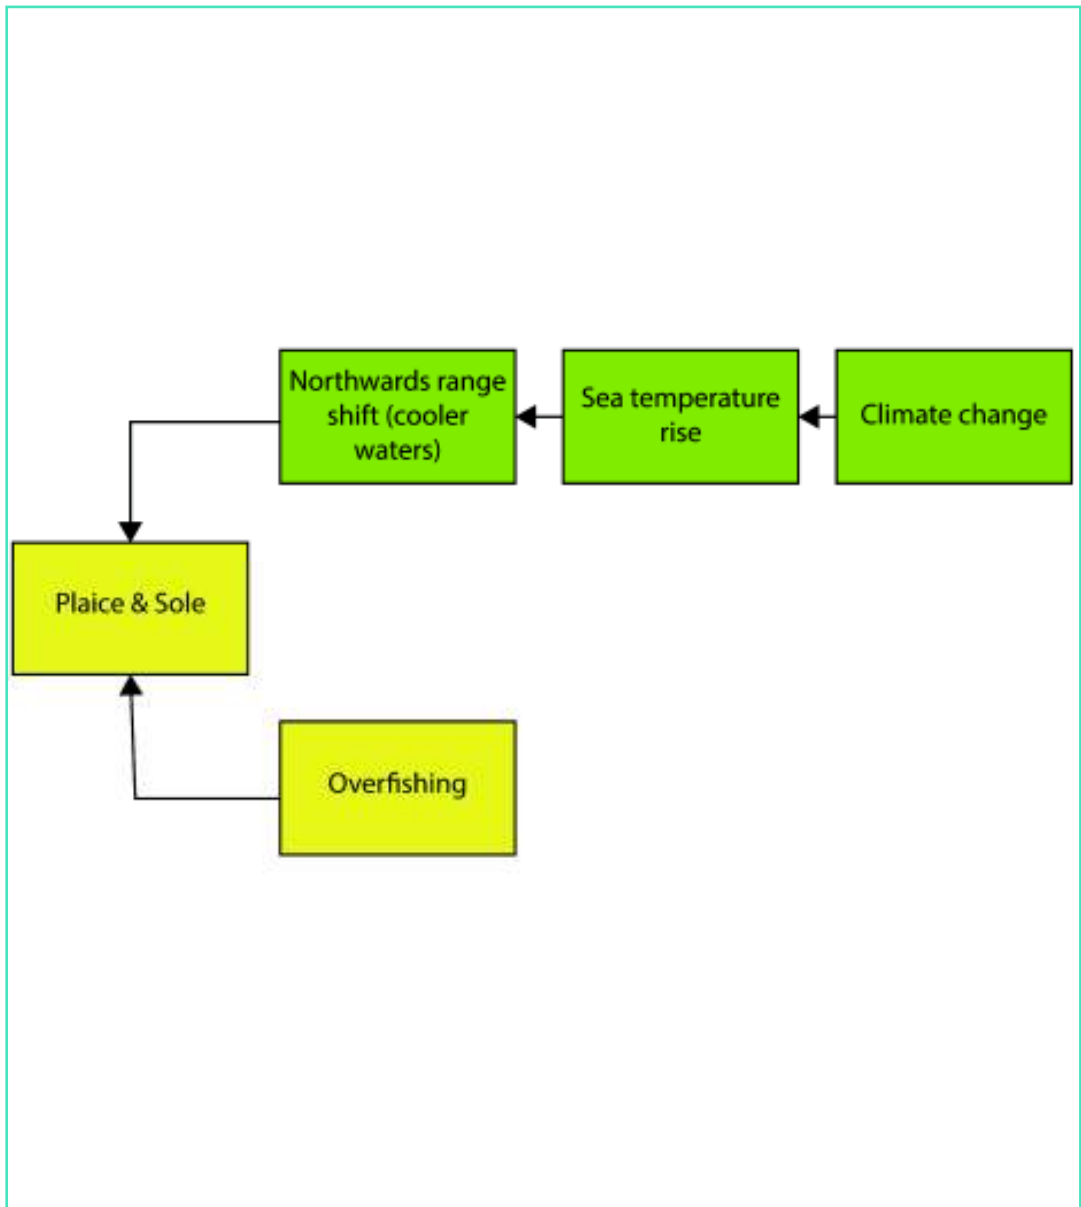 Northwards range
shift (cooler
waters)
Sea temperature
rise
Climate change
Plaice & Sole
Overfishing